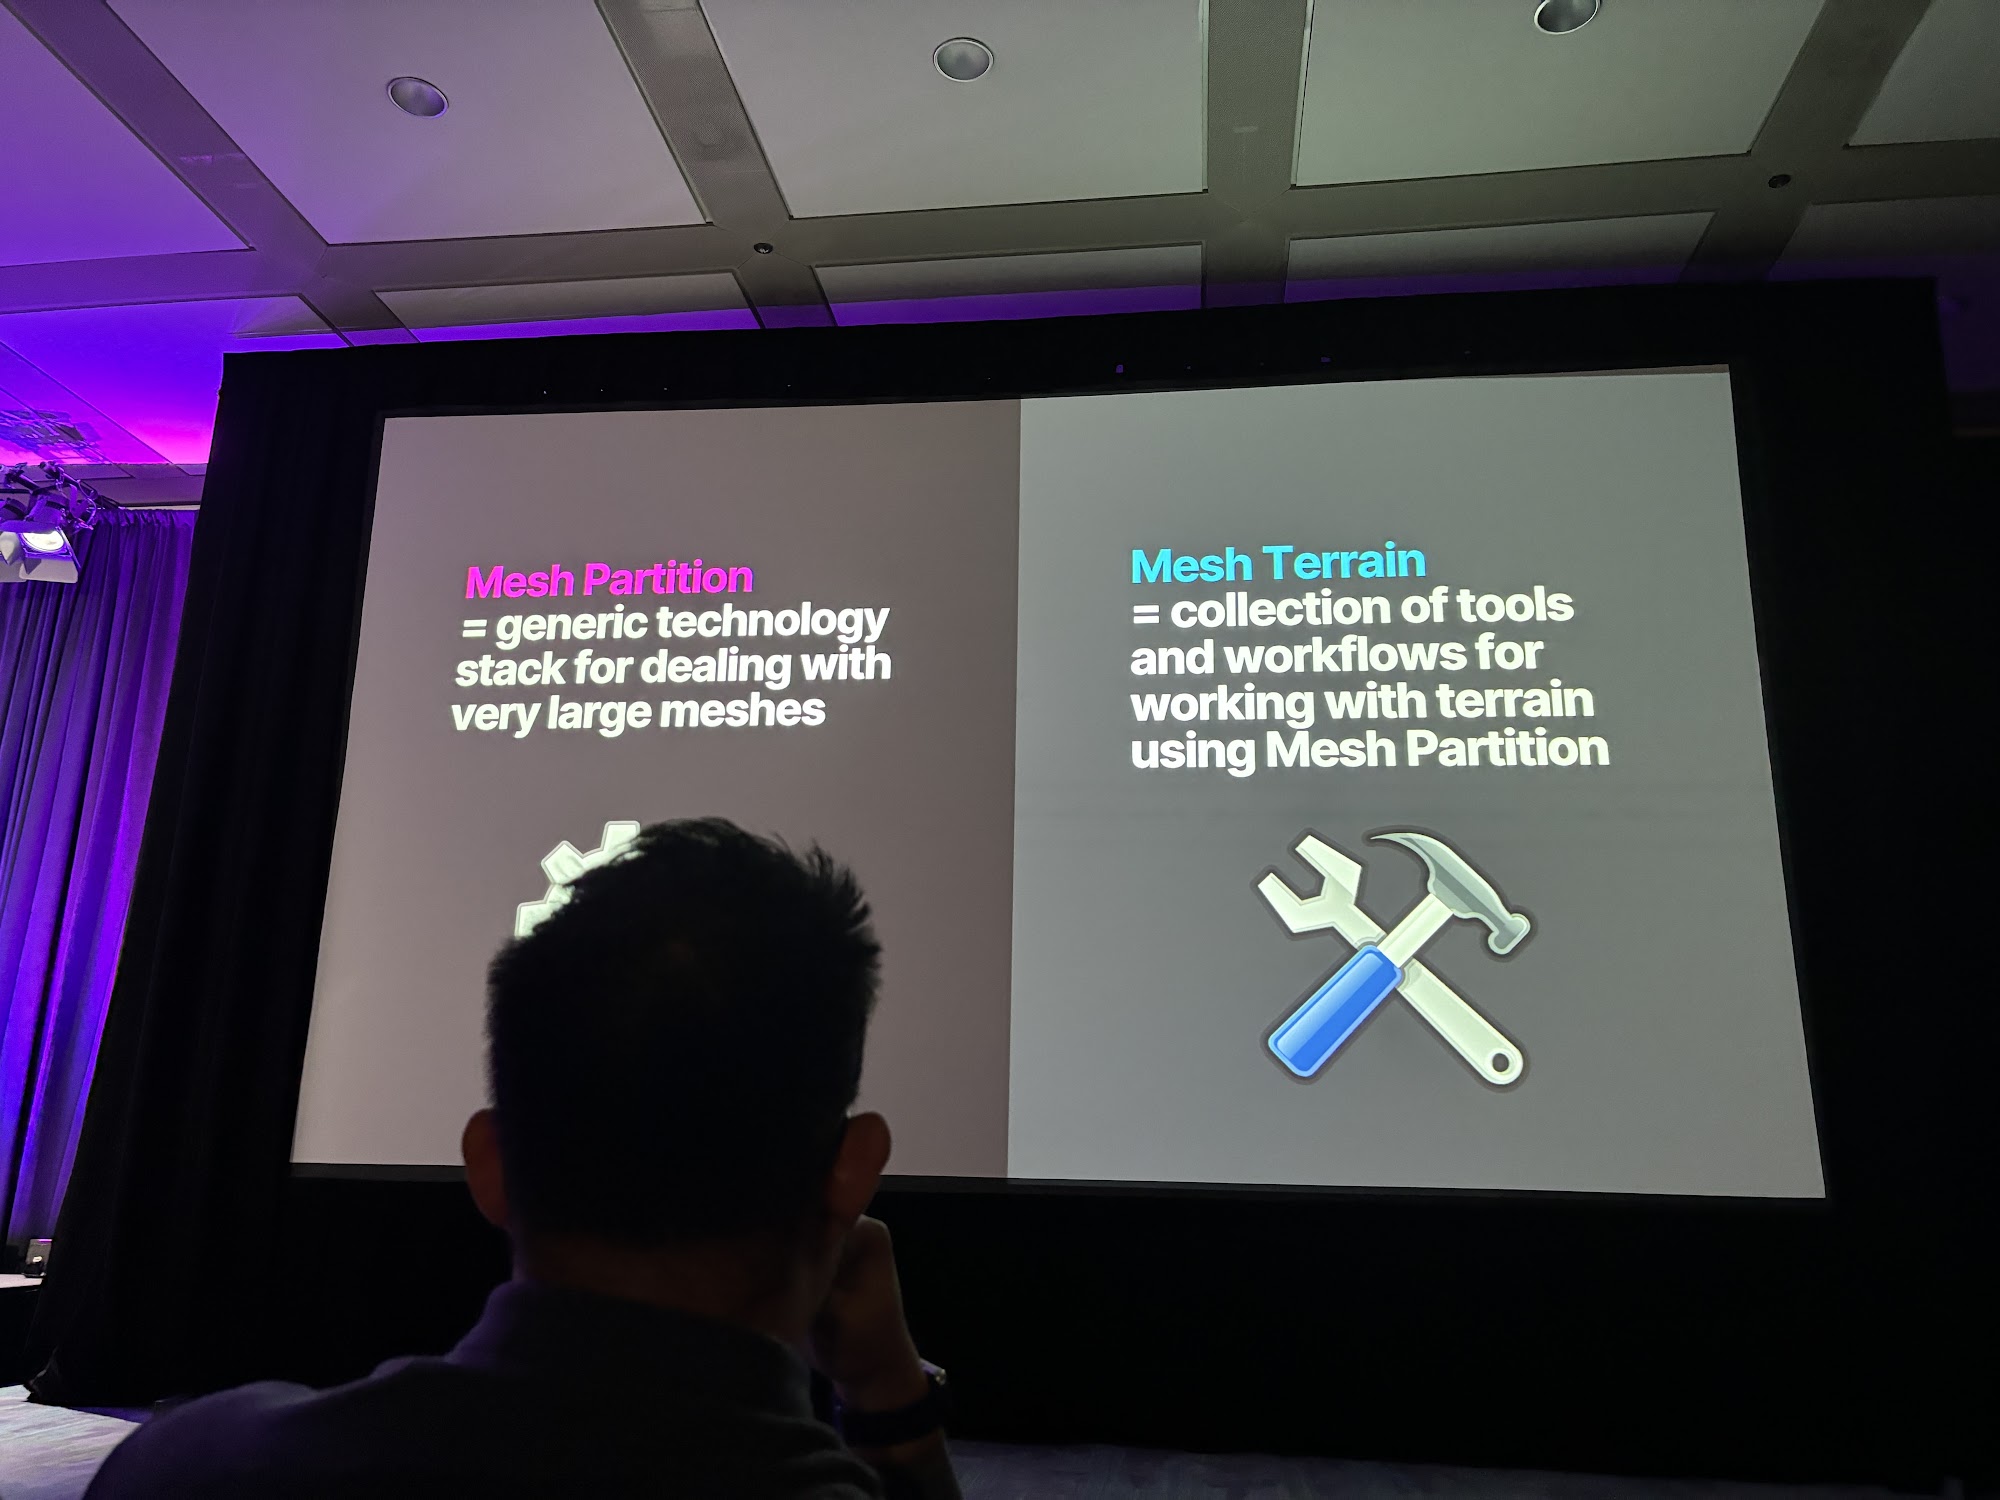 Mesh Partition
= generic technology
stack for dealing with
very large meshes
Mesh Terrain
= collection of tools
and workflows for
working with terrain
using Mesh Partition